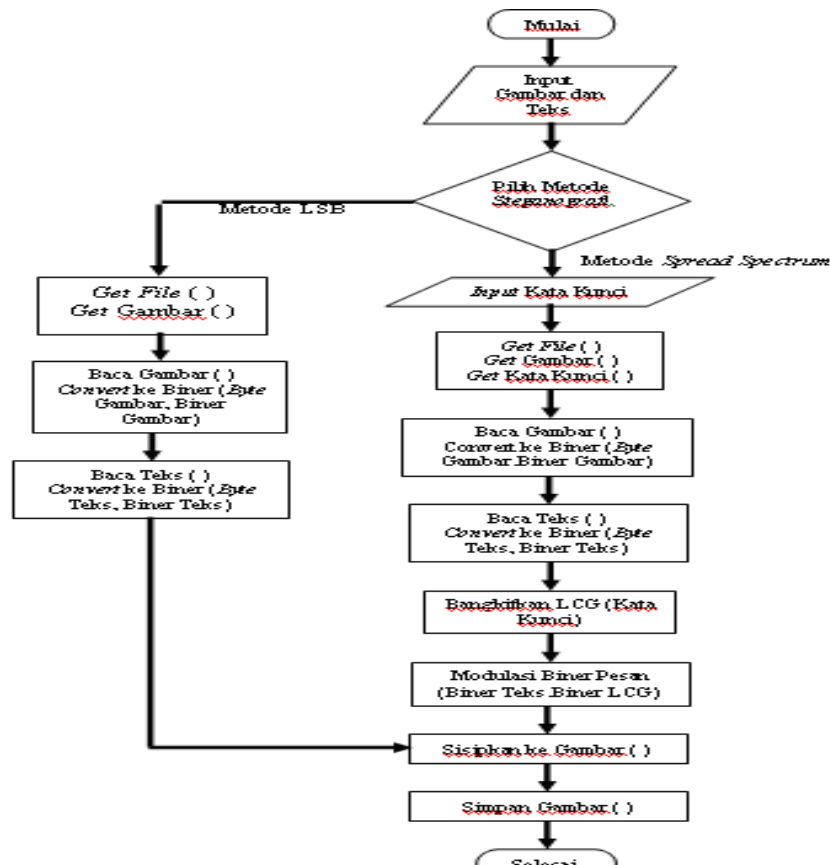 Mulai
Input
Gambar dan
Teks
Pilih Metode
Steganografi
Metode LSB
Metode Spread Spectrum
Get File ( )
Get Gambar ( )
Baca Gambar ( )
Convert ke Biner (Byte
Gambar, Biner
Gambar)
Baca Teks ( )
Convert ke Biner (Byte
Teks, Biner Teks)
Input Kata Kunci
Get File ( )
Get Gambar ( )
Get Kata Kunci ( )
Baca Gambar ( )
Convert ke Biner (Byte
Gambar.Biner Gambar)
Baca Teks ( )
Convert ke Biner (Byte
Teks, Biner Teks)
Bangkitkan LCG (Kata
Kunci)
Modulasi Biner Pesan
(Biner Teks.Biner LCG)
Sisipkan ke Gambar ( )
Simpan Gambar ( )
Selesai